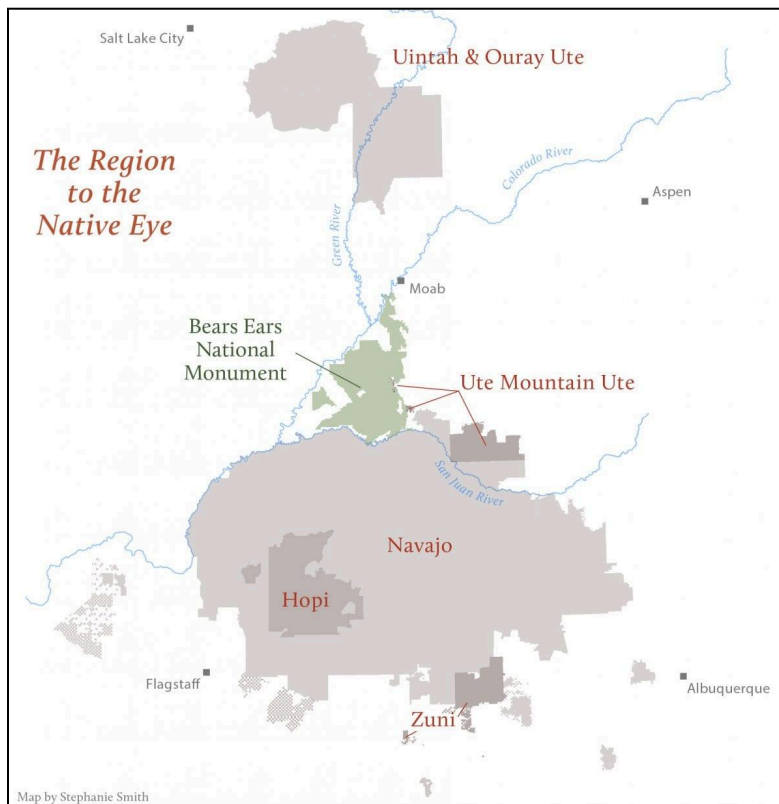 Salt Lake City
Uintah & Ouray Ute
The Region
to the
Native Eye
Colorado River
Aspen
Green River
Moab
Bears Ears
National
Monument
Ute Mountain Ute
San Juan River
Navajo
Hopi
Flagstaff
Albuquerque
Zuni
Map by Stephanie Smith